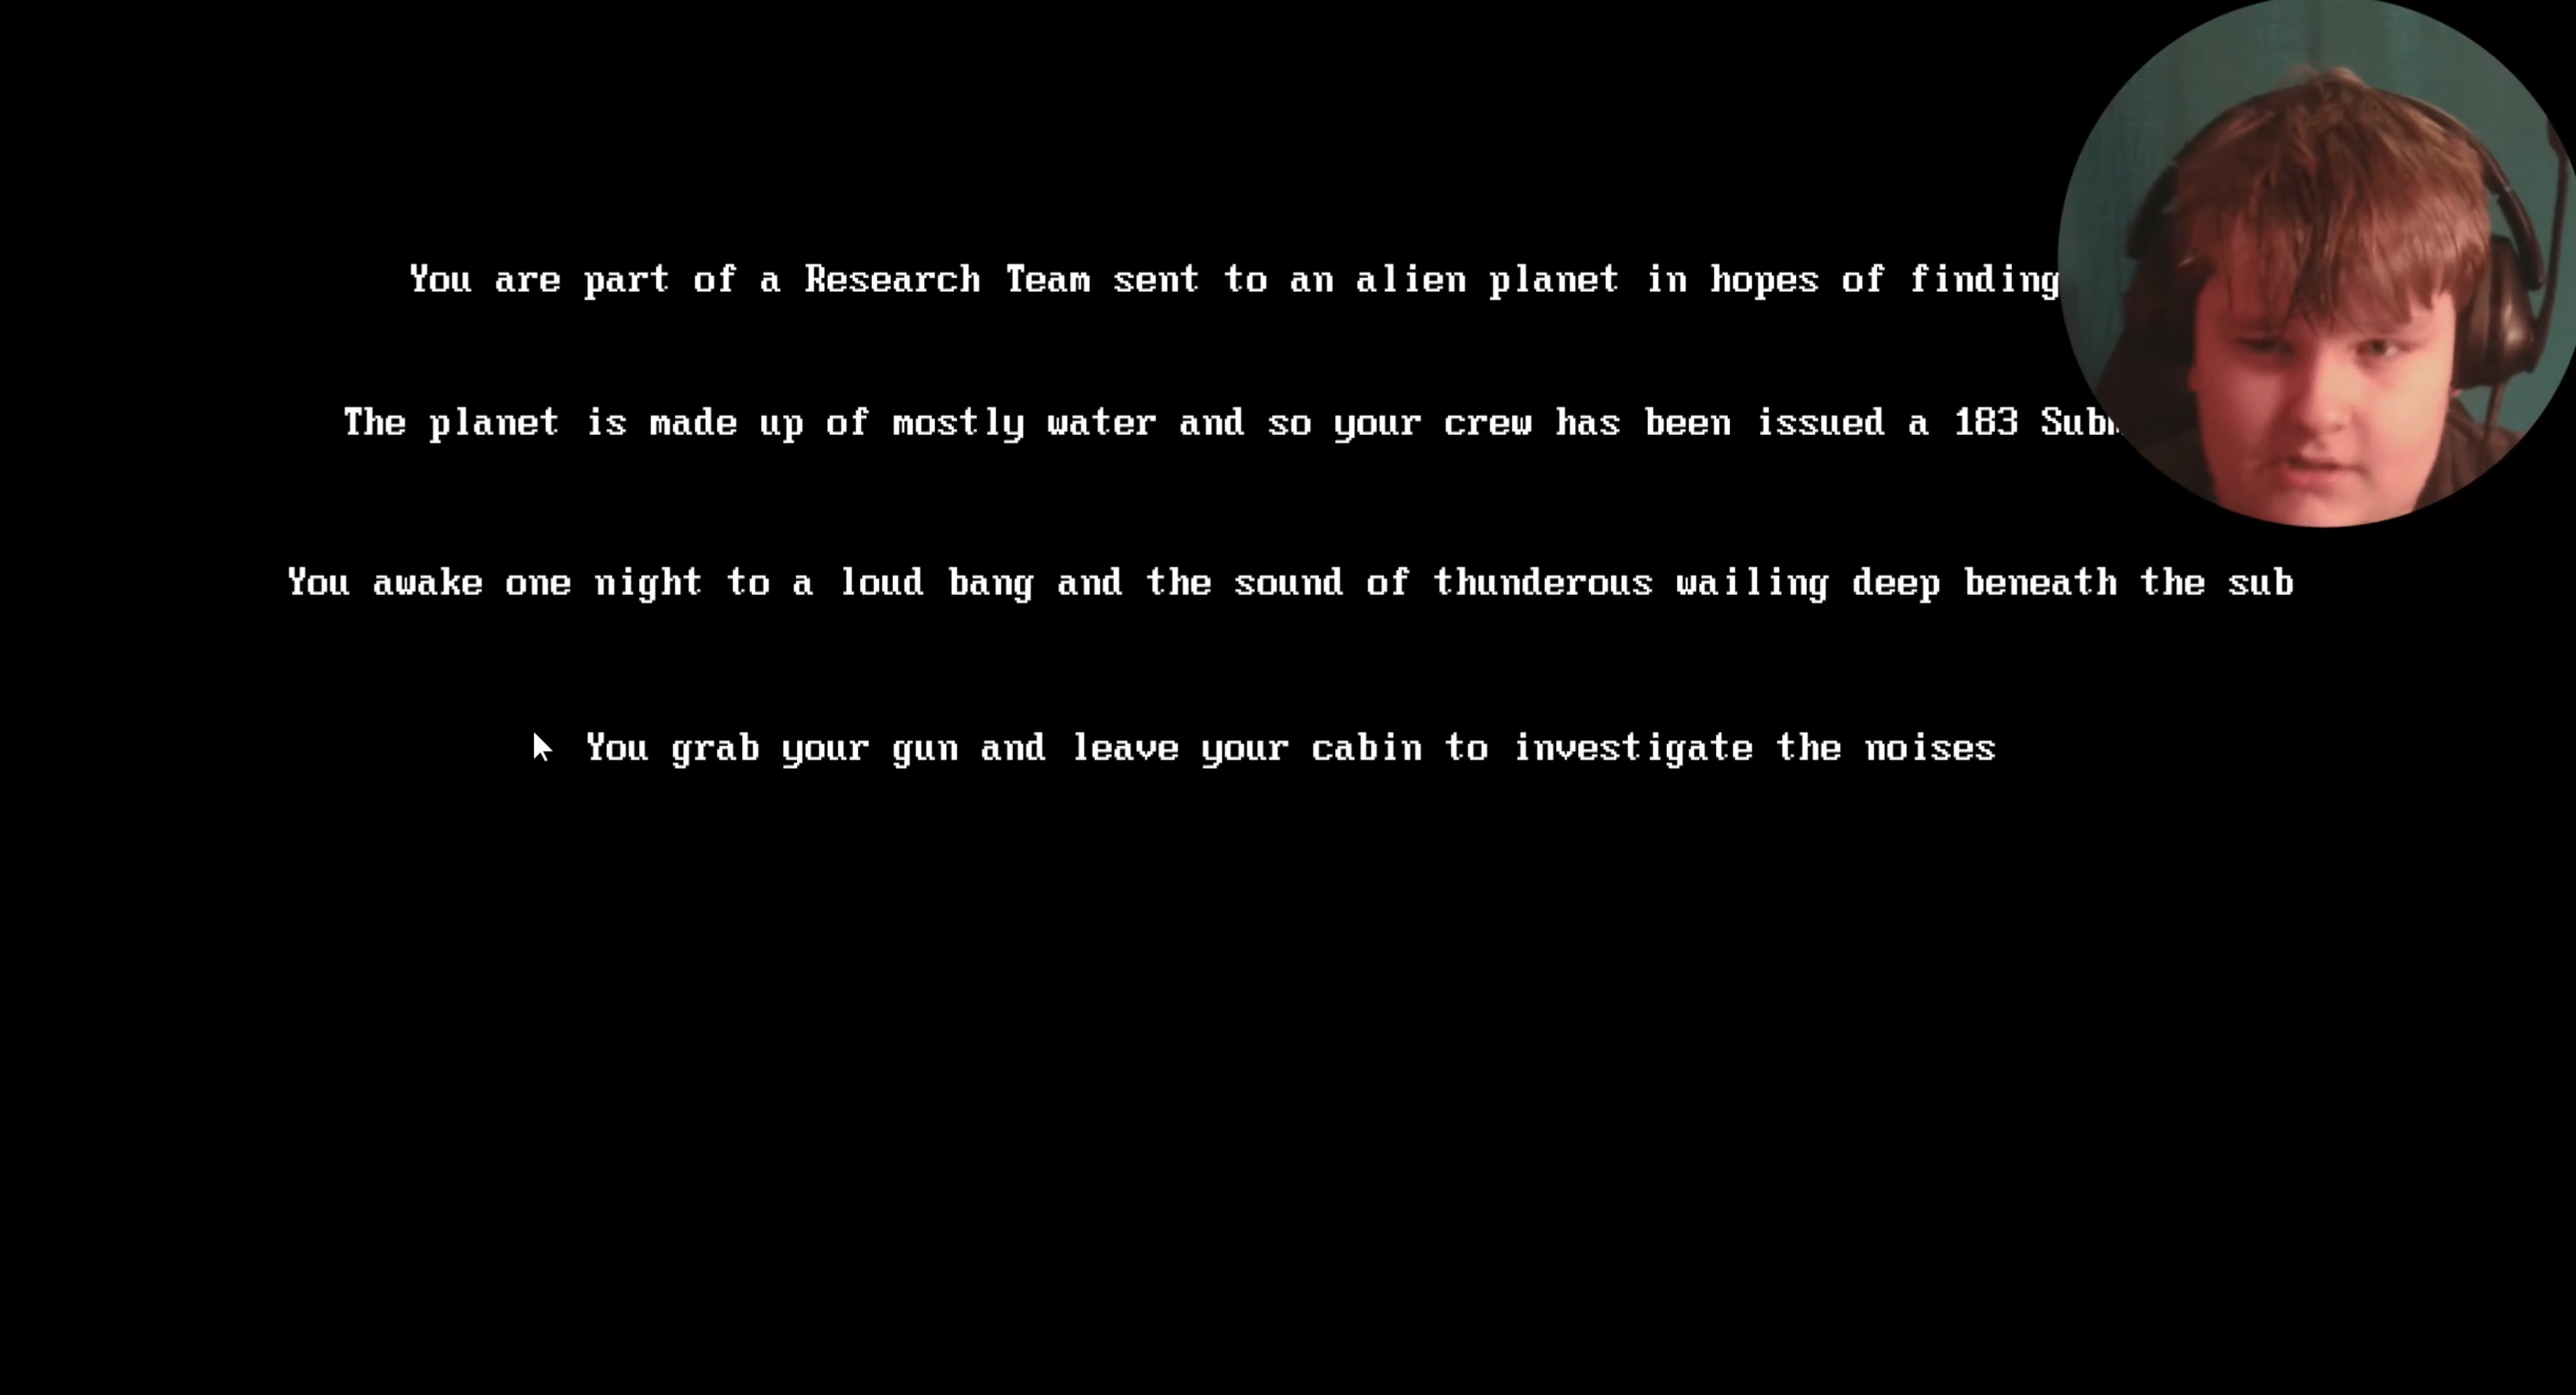 You are part of a Research Team sent to an alien planet in hopes of finding
The planet is made up of mostly water and so your crew has been issued a 183
You awake one night to a loud bang and the sound of thunderous wailing deep beneath the sub
You grab your gun and leave your cabin to investigate the noises